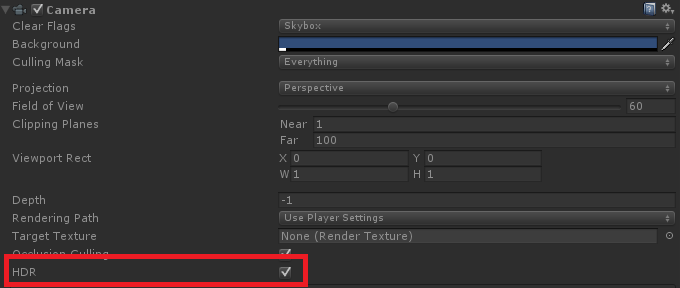 Camera
Clear Flags Skybox
Background
Culling Mask Everything
Projection Perspective
Field of View 60
Clipping Planes Near 1
Far 100
Viewport Rect X 0 Y 0
W 1 H 1
Depth -1
Rendering Path Use Player Settings
Target Texture None (Render Texture)
Occlusion Culling
HDR